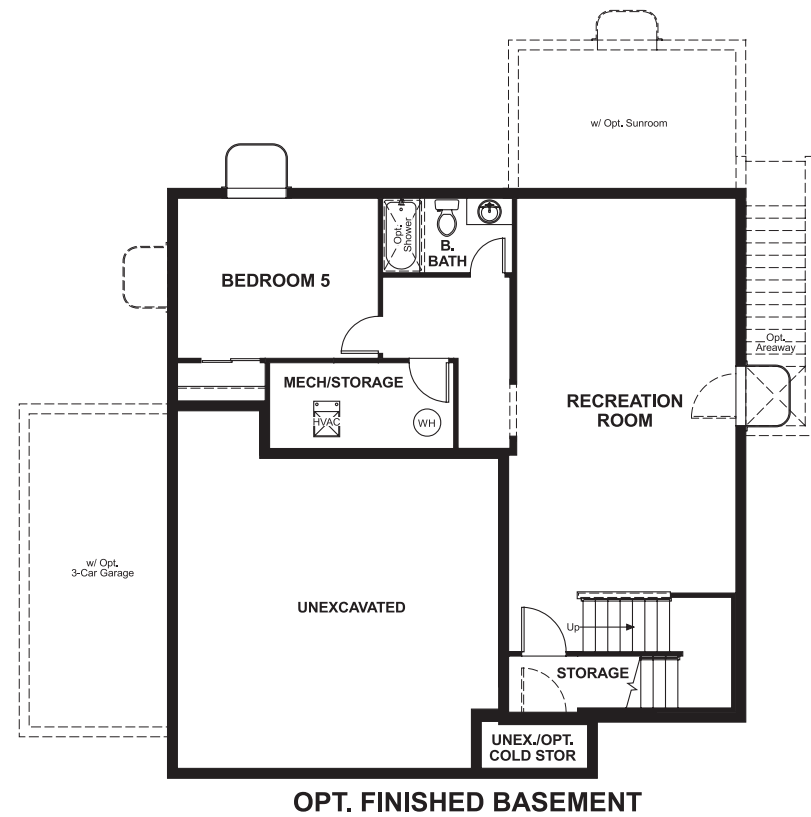 w/ Opt. Sunroom
Opt.
Shower
B.
BATH
BEDROOM 5
Opt.
Areaway
MECH/STORAGE
HVAC
WH
RECREATION
ROOM
w/ Opt.
3-Car Garage
UNEXCAVATED
Up
STORAGE
UNEX./OPT.
COLD STOR
OPT. FINISHED BASEMENT